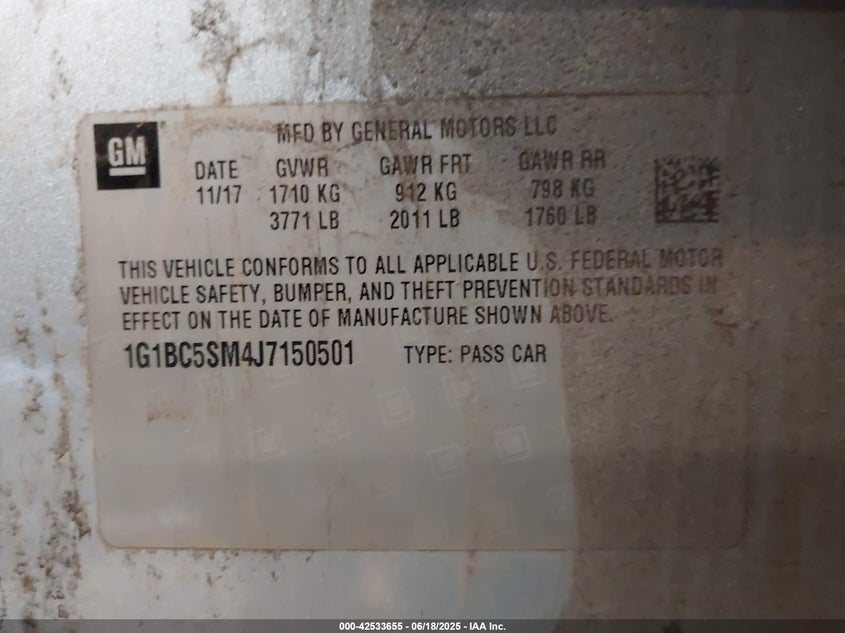 GM
MFD BY GENERAL MOTORS LLC
DATE GVWR GAWR FRT GAWR RR
11/17 1710 KG 912 KG 798 KG
3771 LB 2011 LB 1760 LB
THIS VEHICLE CONFORMS TO ALL APPLICABLE U.S. FEDERAL MOTOR
VEHICLE SAFETY, BUMPER, AND THEFT PREVENTION STANDARDS IN
EFFECT ON THE DATE OF MANUFACTURE SHOWN ABOVE.
1G1BC5SM4J7150501 TYPE: PASS CAR
000-42533655 - 06/18/2025 - IAA Inc.